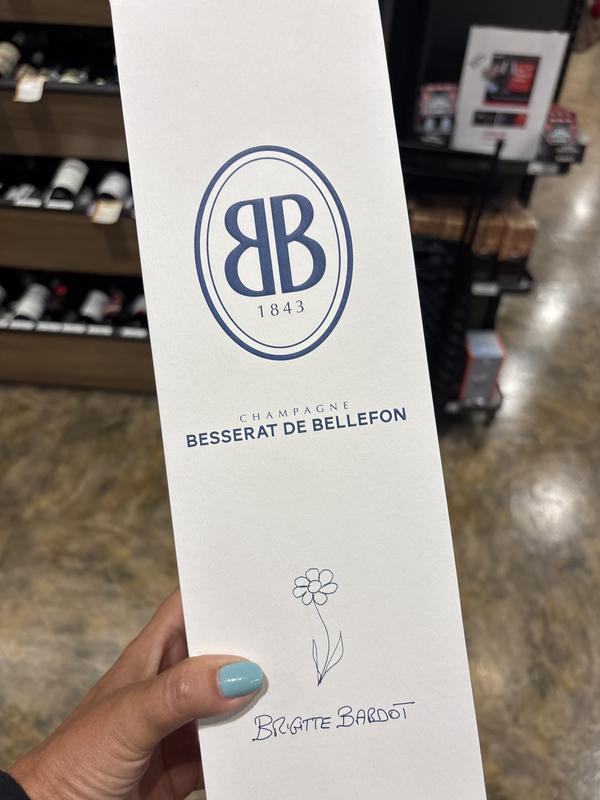 BB
1843
CHAMPAGNE
BESSERAT DE BELLEFON
BRIGITTE BARDOT